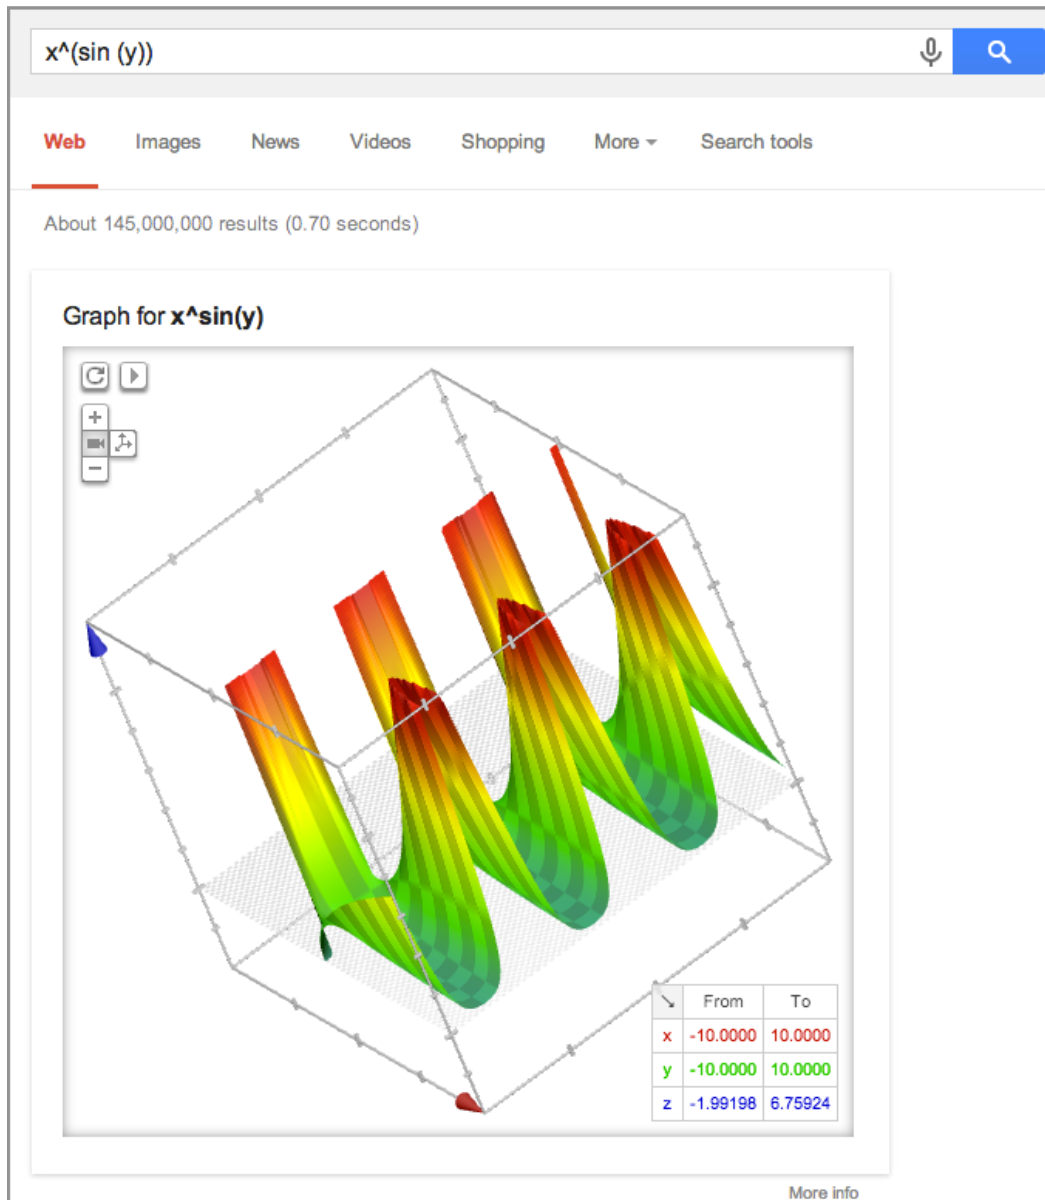 x^(sin (y))
Web Images News Videos Shopping More Search tools
About 145,000,000 results (0.70 seconds)
Graph for x^sin(y)
From To
x -10.0000 10.0000
y -10.0000 10.0000
z -1.99198 6.75924
More info